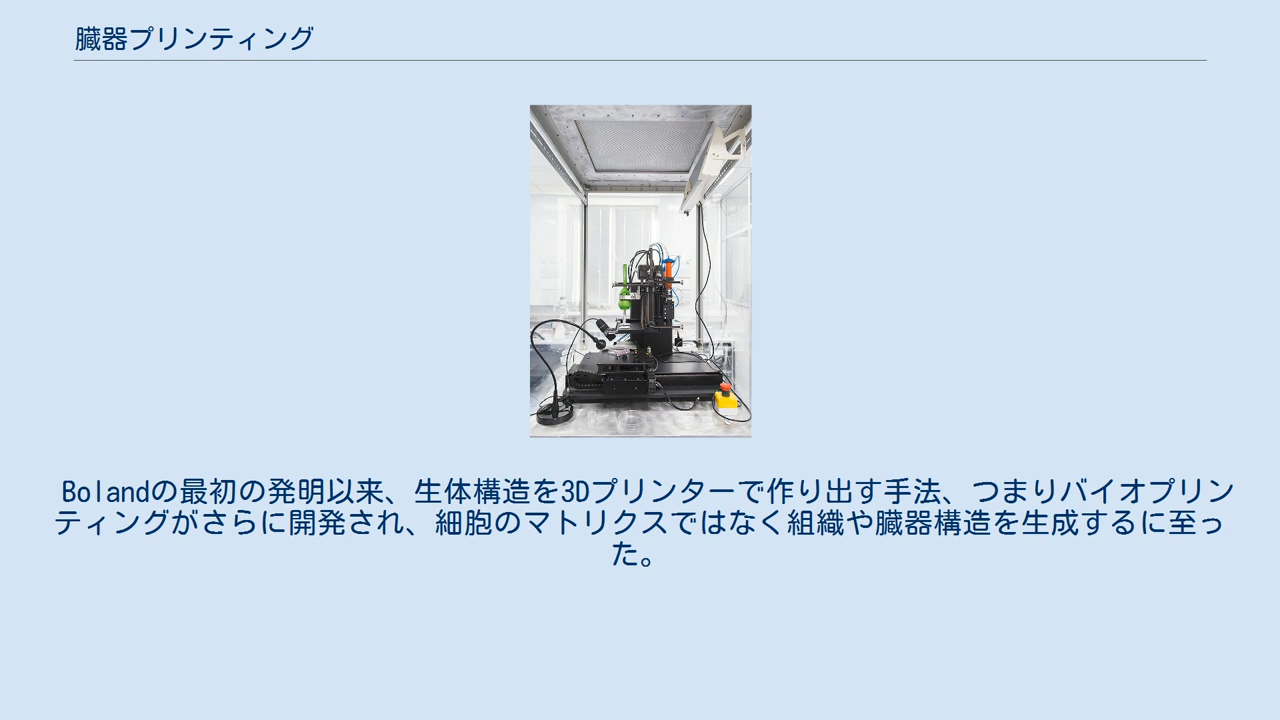 臓器プリンティング
Bolandの最初の発明以来、生体構造を3Dプリンターで作り出す手法、つまりバイオプリン
ティングがさらに開発され、細胞のマトリクスではなく組織や臓器構造を生成するに至っ
た。